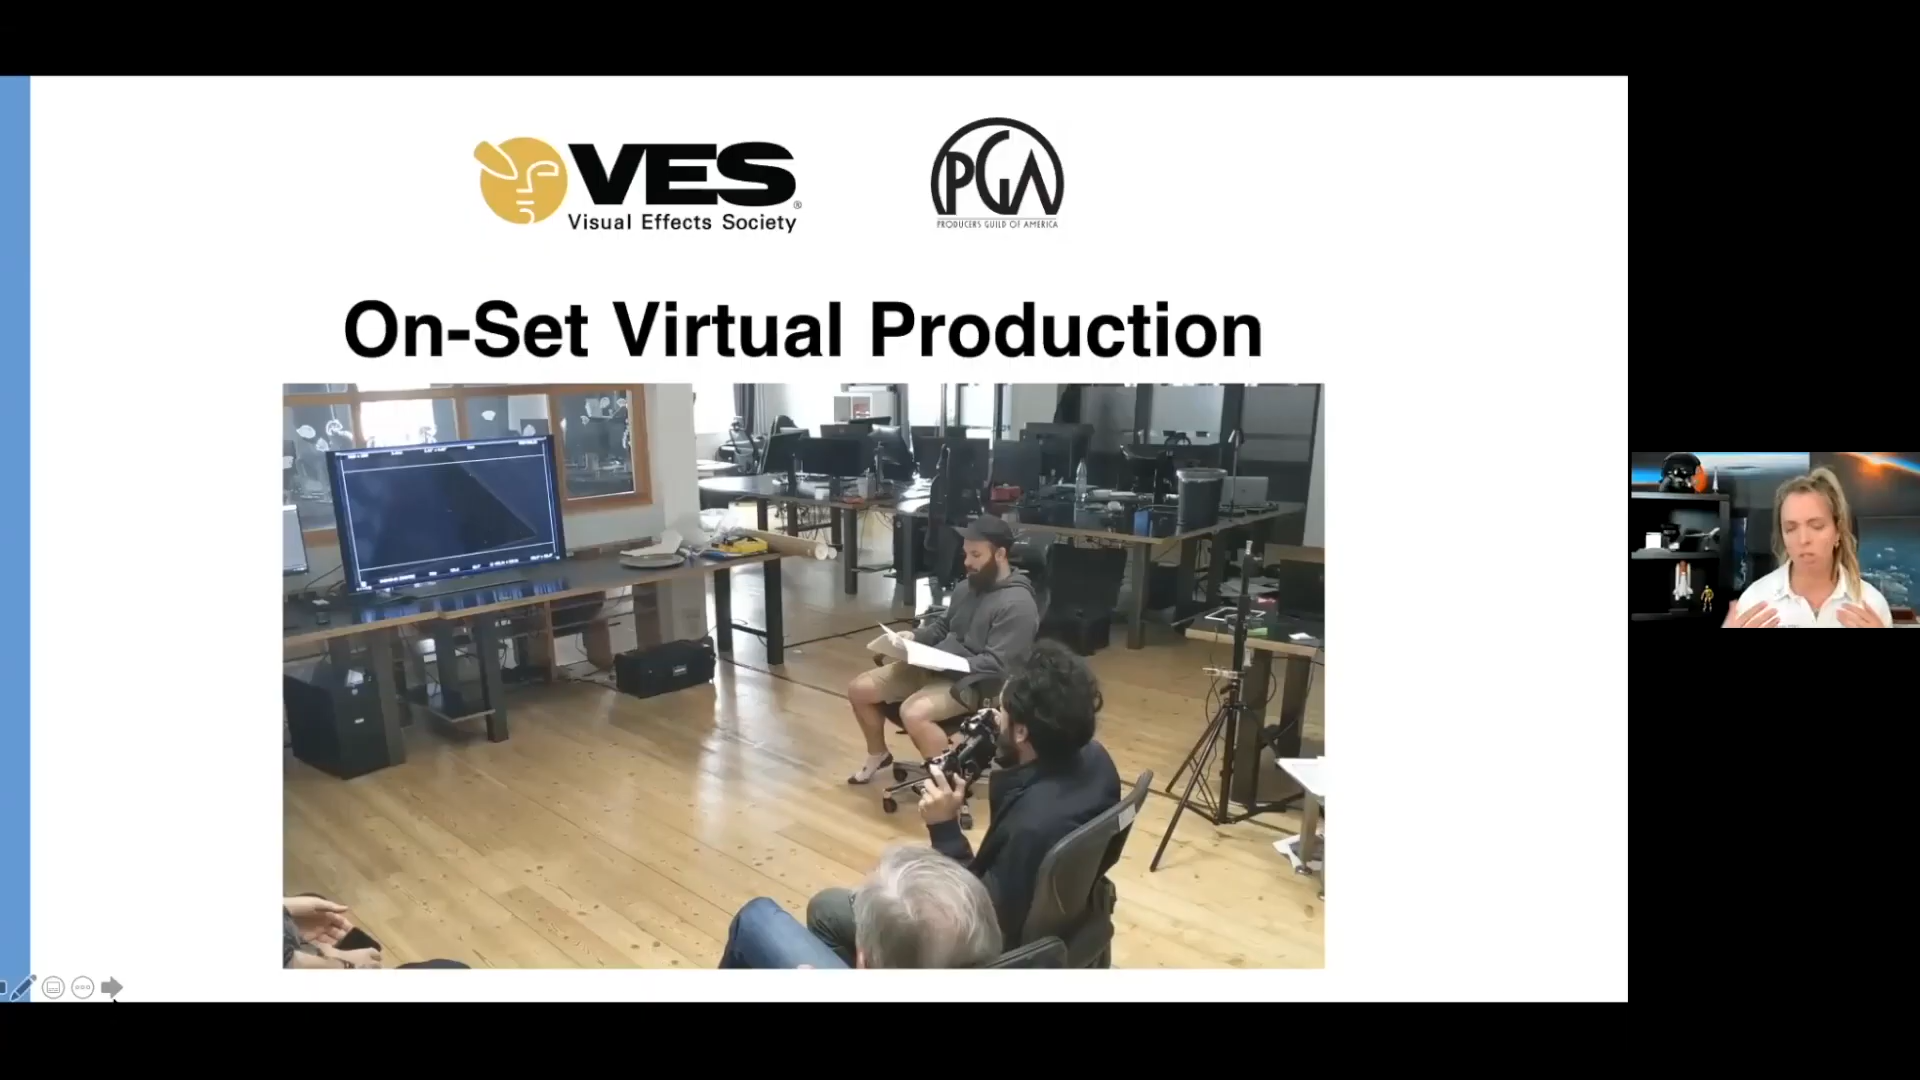 VES®
Visual Effects Society
PGA
PRODUCERS GUILD OF AMERICA
On-Set Virtual Production